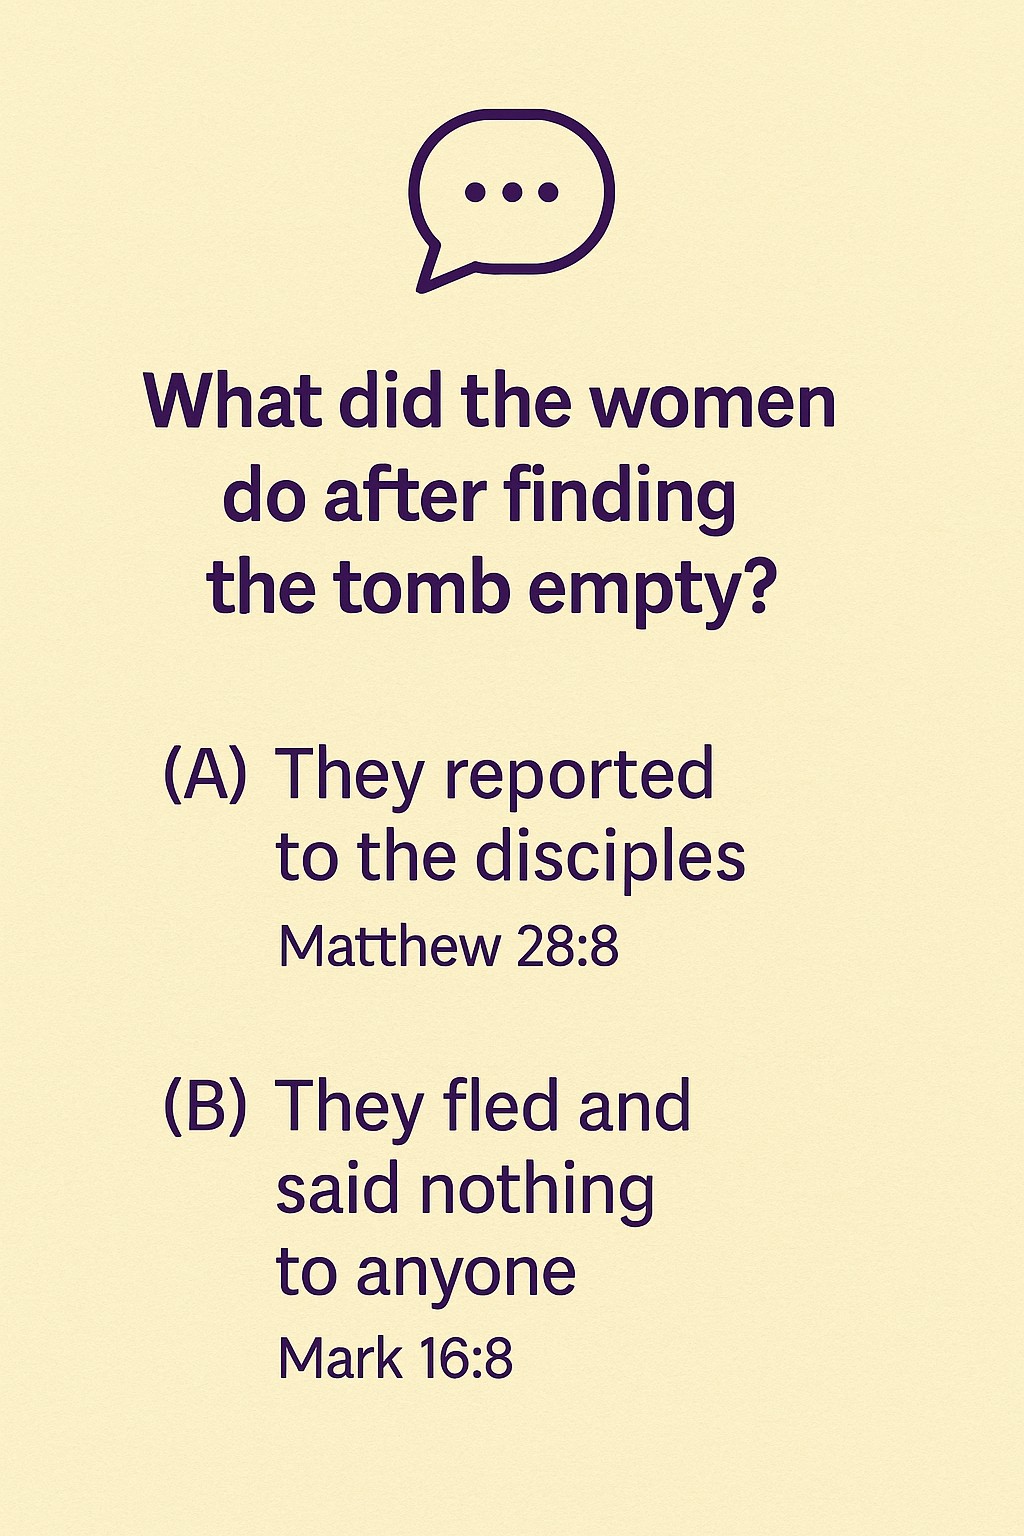 What did the women
do after finding
the tomb empty?
(A) They reported
to the disciples
Matthew 28:8
(B) They fled and
said nothing
to anyone
Mark 16:8